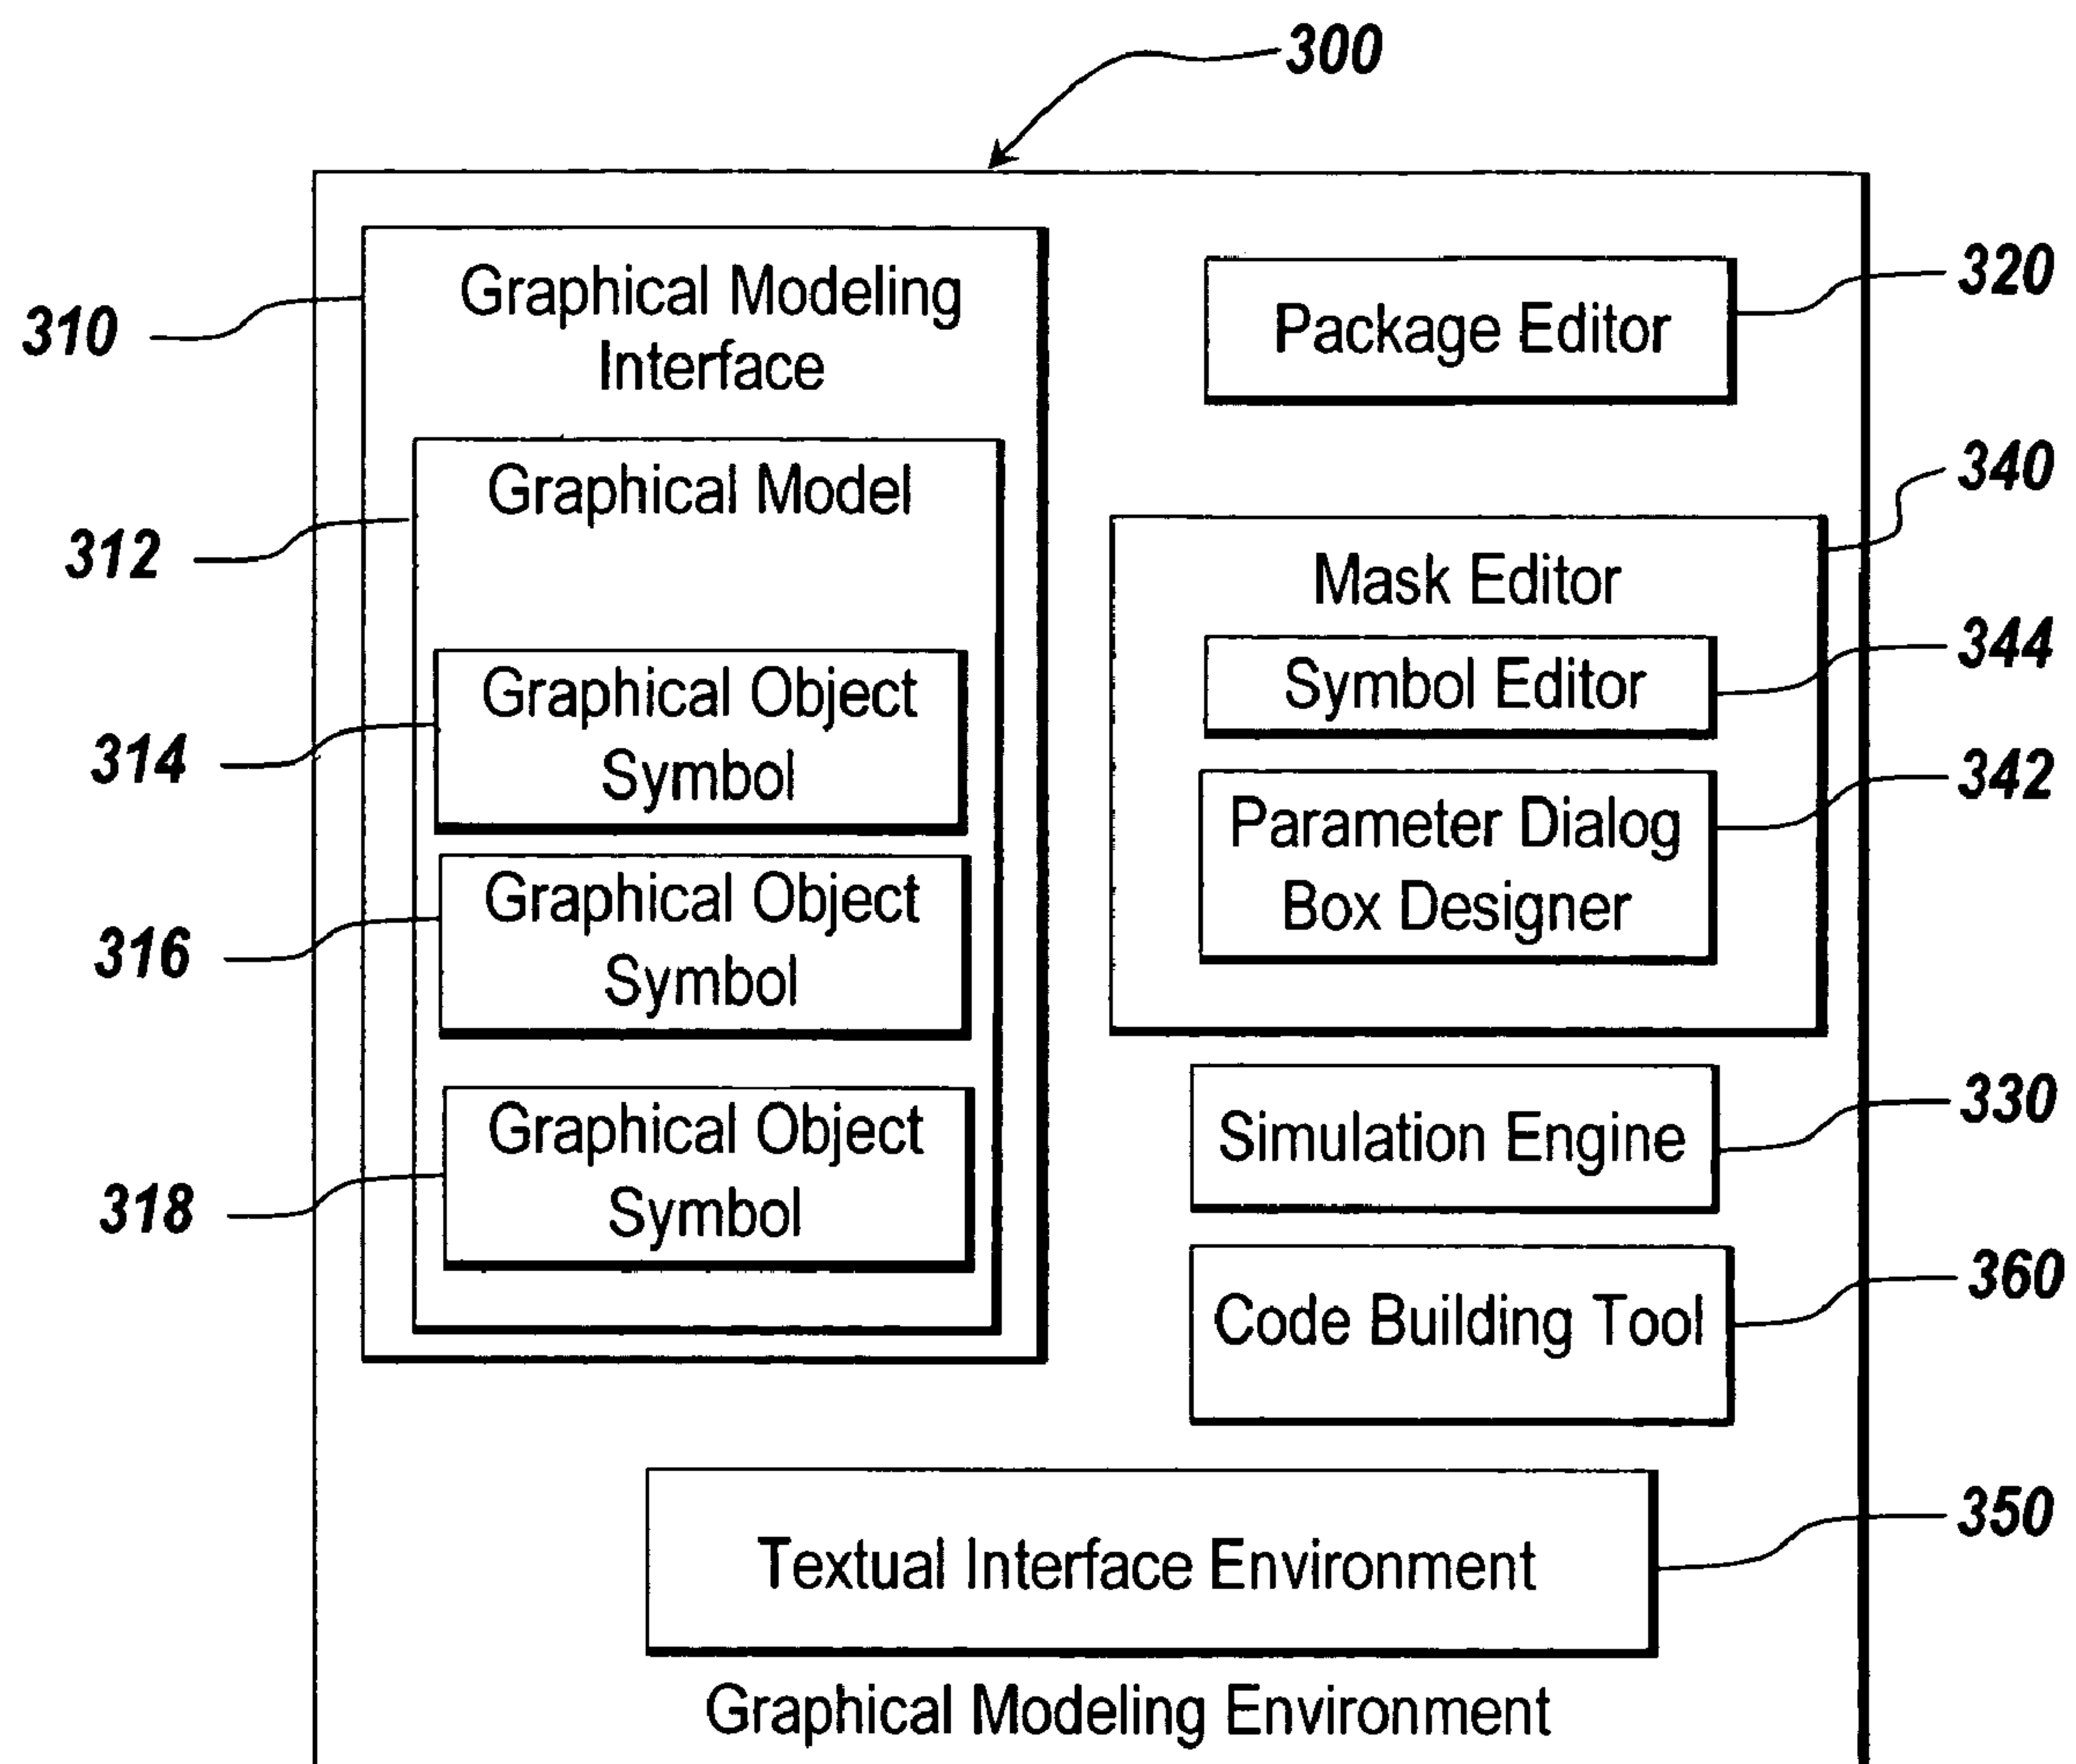 300
310
Graphical Modeling
Interface
312
Graphical Model
314
Graphical Object
Symbol
316
Graphical Object
Symbol
318
Graphical Object
Symbol
Package Editor
320
340
Mask Editor
Symbol Editor
344
Parameter Dialog
Box Designer
342
Simulation Engine
330
Code Building Tool
360
Textual Interface Environment
350
Graphical Modeling Environment